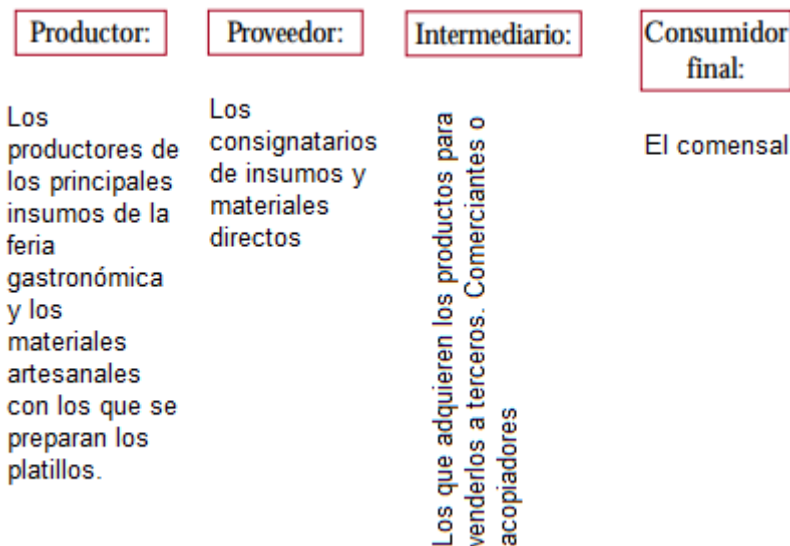 Productor:
Los
productores de
los principales
insumos de la
feria
gastronómica
y los
materiales
artesanales
con los que se
preparan los
platillos.
Proveedor:
Los
consignatarios
de insumos y
materiales
directos
Intermediario:
Los que adquieren los productos para
venderlos a terceros. Comerciantes o
acopiadores
Consumidor
final:
El comensal